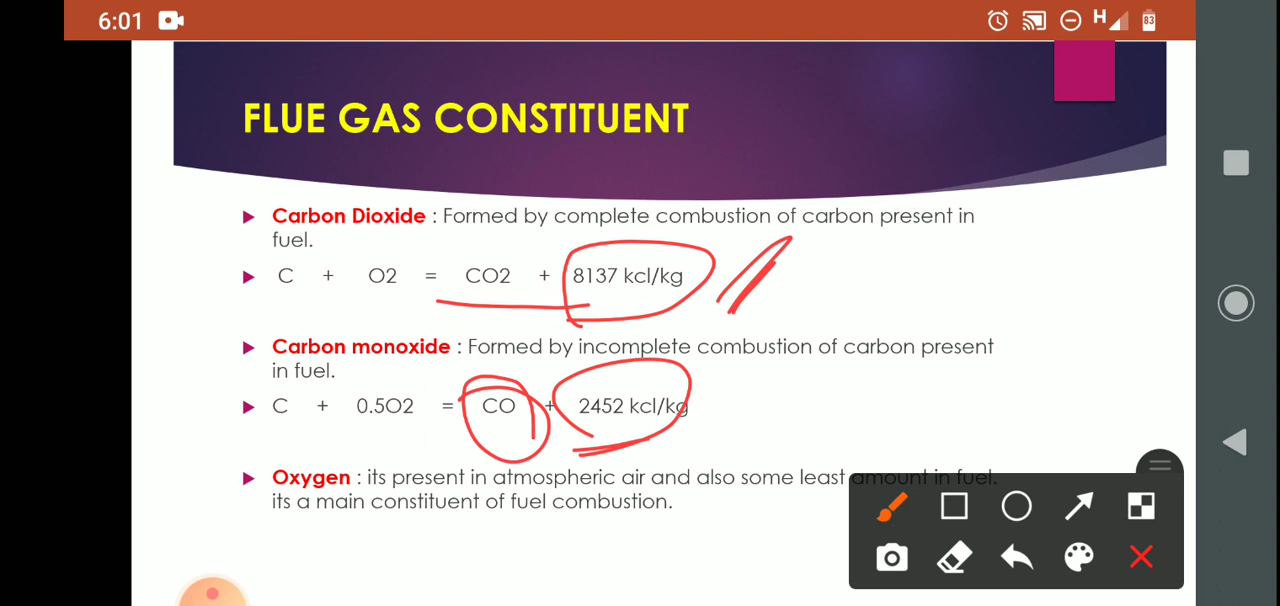 6:01
H
83
FLUE GAS CONSTITUENT
Carbon Dioxide : Formed by complete combustion of carbon present in
fuel.
C + O2 = CO2 + 8137 kcl/kg
Carbon monoxide : Formed by incomplete combustion of carbon present
in fuel.
C + 0.5O2 = CO + 2452 kcl/kg
Oxygen : its present in atmospheric air and also some least amount in fuel.
its a main constituent of fuel combustion.